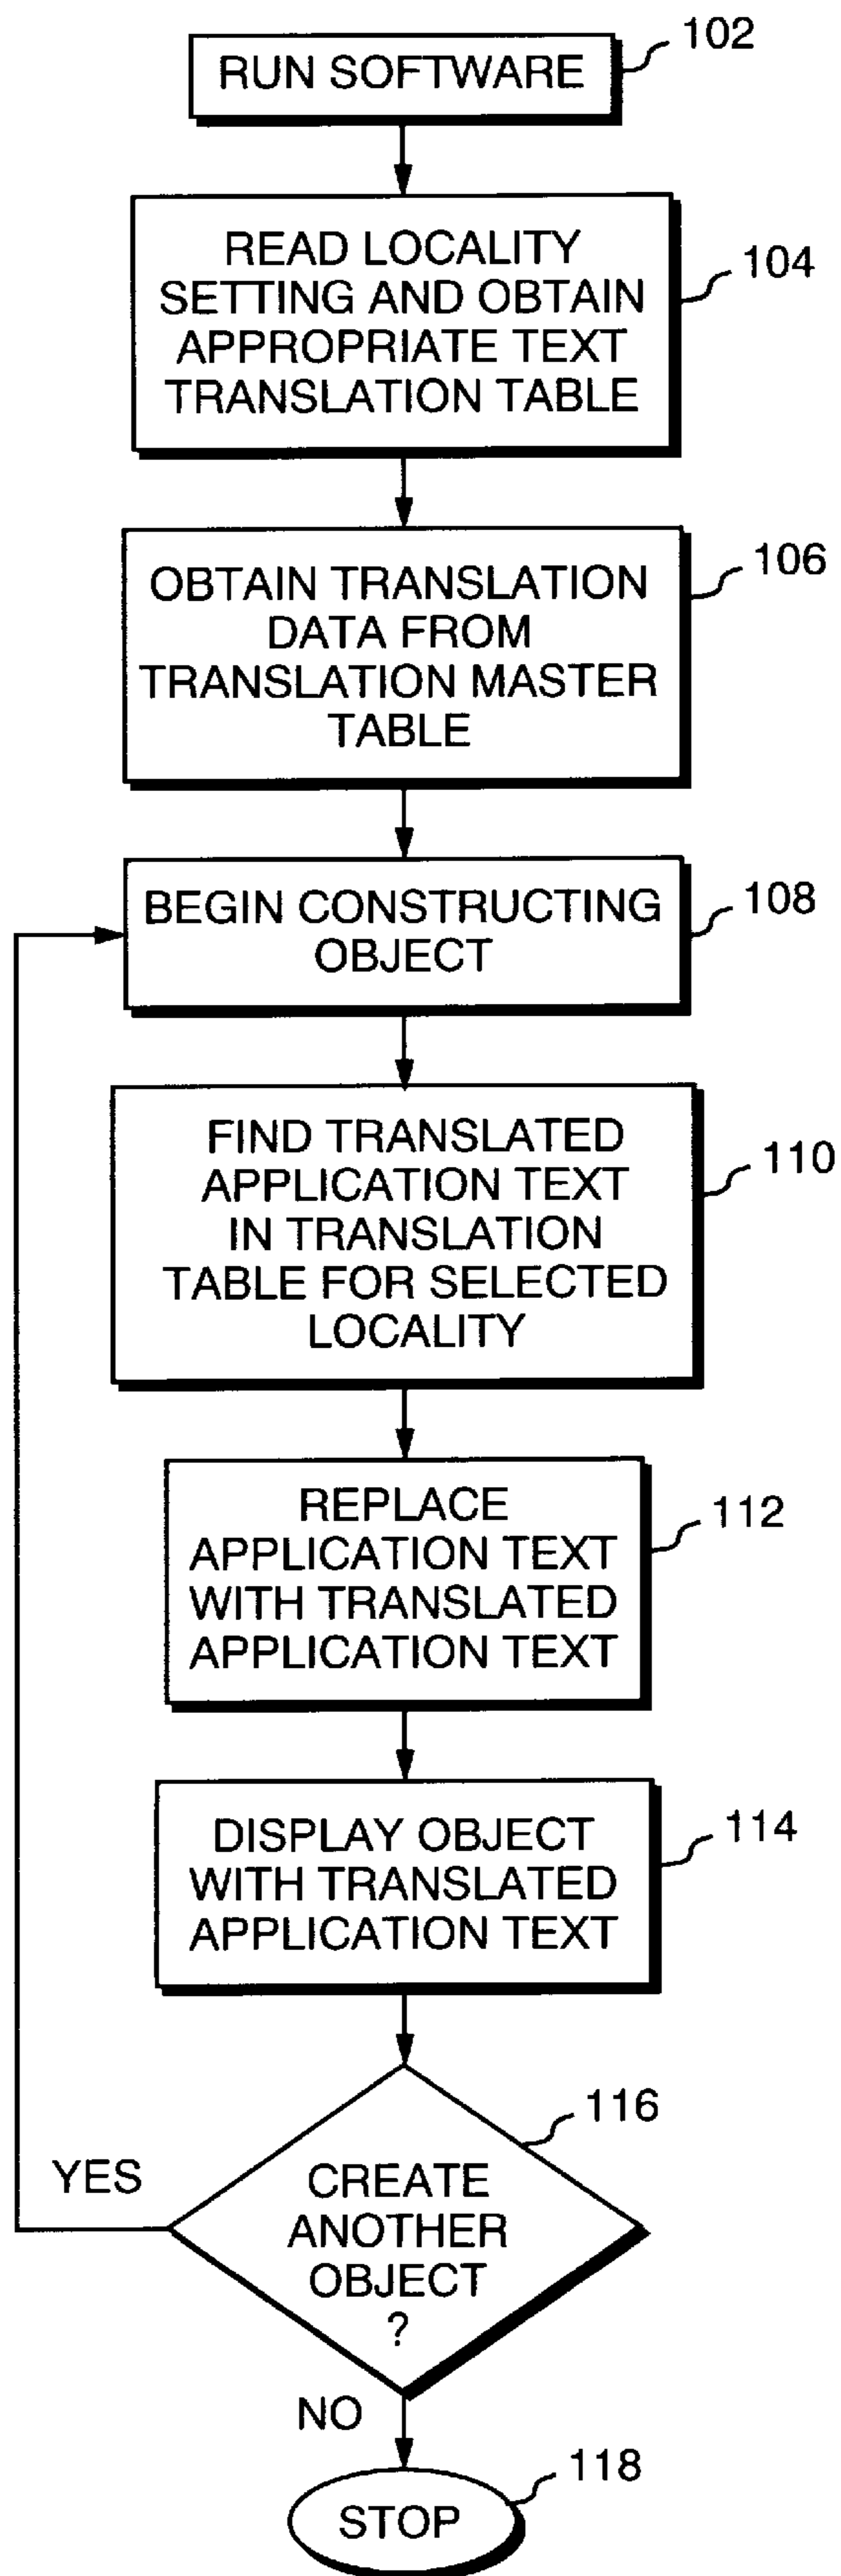 102
RUN SOFTWARE
READ LOCALITY
SETTING AND OBTAIN
APPROPRIATE TEXT
TRANSLATION TABLE
104
OBTAIN TRANSLATION
DATA FROM
TRANSLATION MASTER
TABLE
106
BEGIN CONSTRUCTING
OBJECT
108
FIND TRANSLATED
APPLICATION TEXT
IN TRANSLATION
TABLE FOR SELECTED
LOCALITY
110
REPLACE
APPLICATION TEXT
WITH TRANSLATED
APPLICATION TEXT
112
DISPLAY OBJECT
WITH TRANSLATED
APPLICATION TEXT
114
116
YES
CREATE
ANOTHER
OBJECT
?
NO
118
STOP